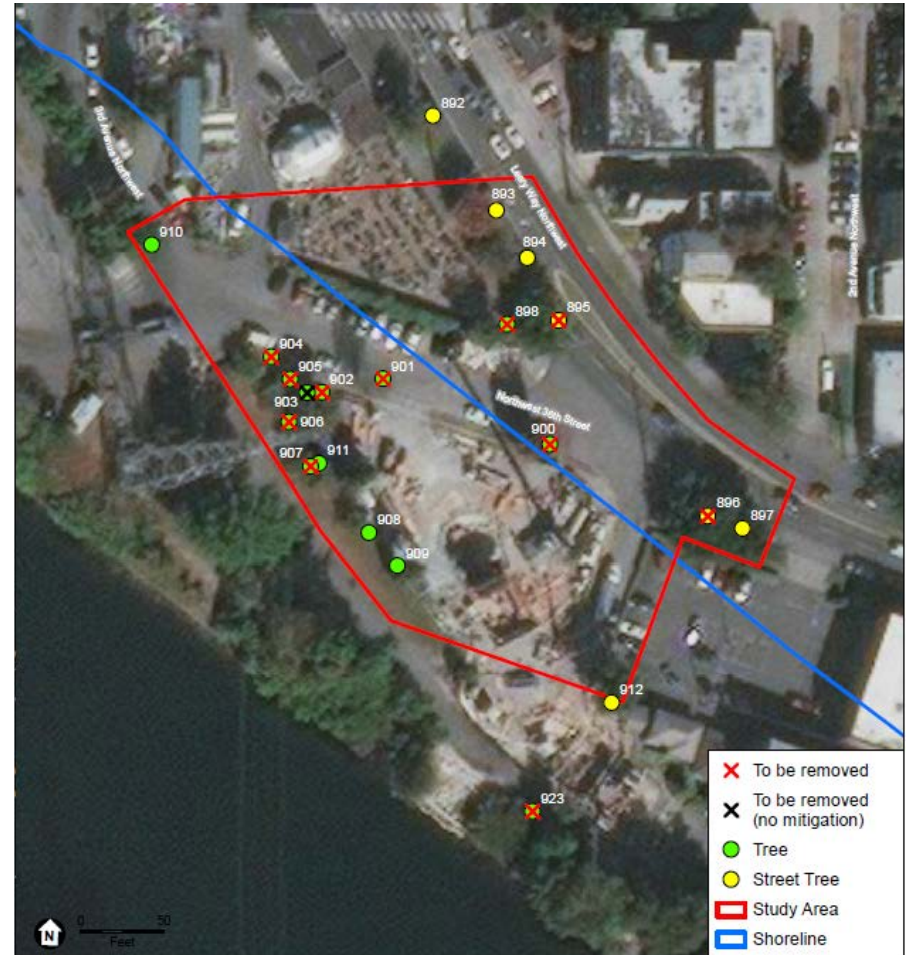 892
3rd Avenue Northwest
893
Leary Way Northwest
910
894
2nd Avenue Northwest
898
895
904
905
901
902
903
Northwest 36th Street
906
900
907
911
896
897
908
909
912
To be removed
To be removed
(no mitigation)
Tree
Street Tree
Study Area
Shoreline
923
N
0
50
Feet